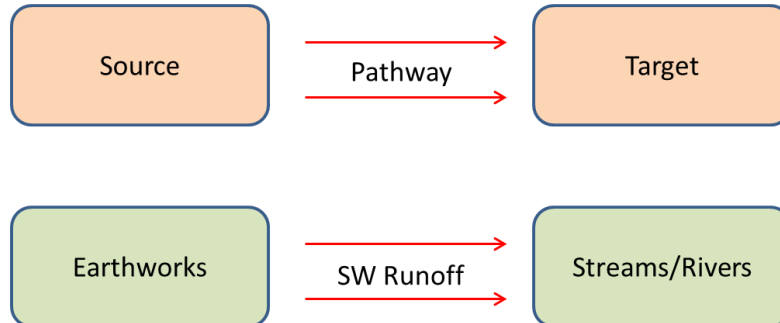 Source
Pathway
Target
Earthworks
SW Runoff
Streams/Rivers